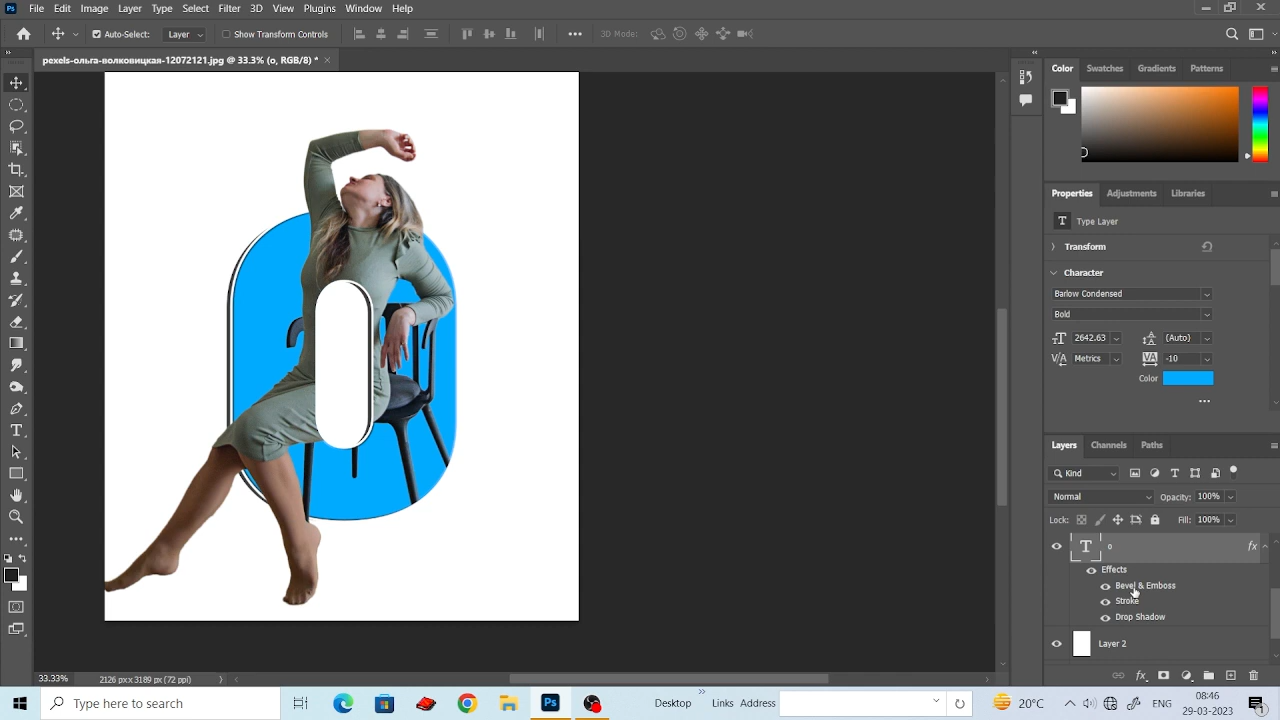 Ps File Edit Image Layer Type Select Filter 3D View Plugins Window Help
Auto-Select: Layer Show Transform Controls 3D Mode:
pexels-ольга-волковицкая-12072121.jpg @ 33.3% (o, RGB/8) *
Color Swatches Gradients Patterns
Properties Adjustments Libraries
T Type Layer
Transform
Character
Barlow Condensed
Bold
2642.63 (Auto)
Metrics -10
Color
Layers Channels Paths
Kind
Normal Opacity: 100%
Lock: Fill: 100%
T o fx
Effects
Bevel & Emboss
Stroke
Drop Shadow
Layer 2
33.33% 2126 px x 3189 px (72 ppi)
Type here to search Ps Desktop Link Address 20°C ENG 08:46
29-03-2023